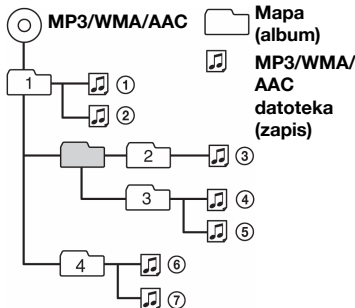 MP3/WMA/AAC
Mapa
(album)
MP3/WMA/
AAC
datoteka
(zapis)
1
①
②
2
③
3
④
⑤
4
⑥
⑦